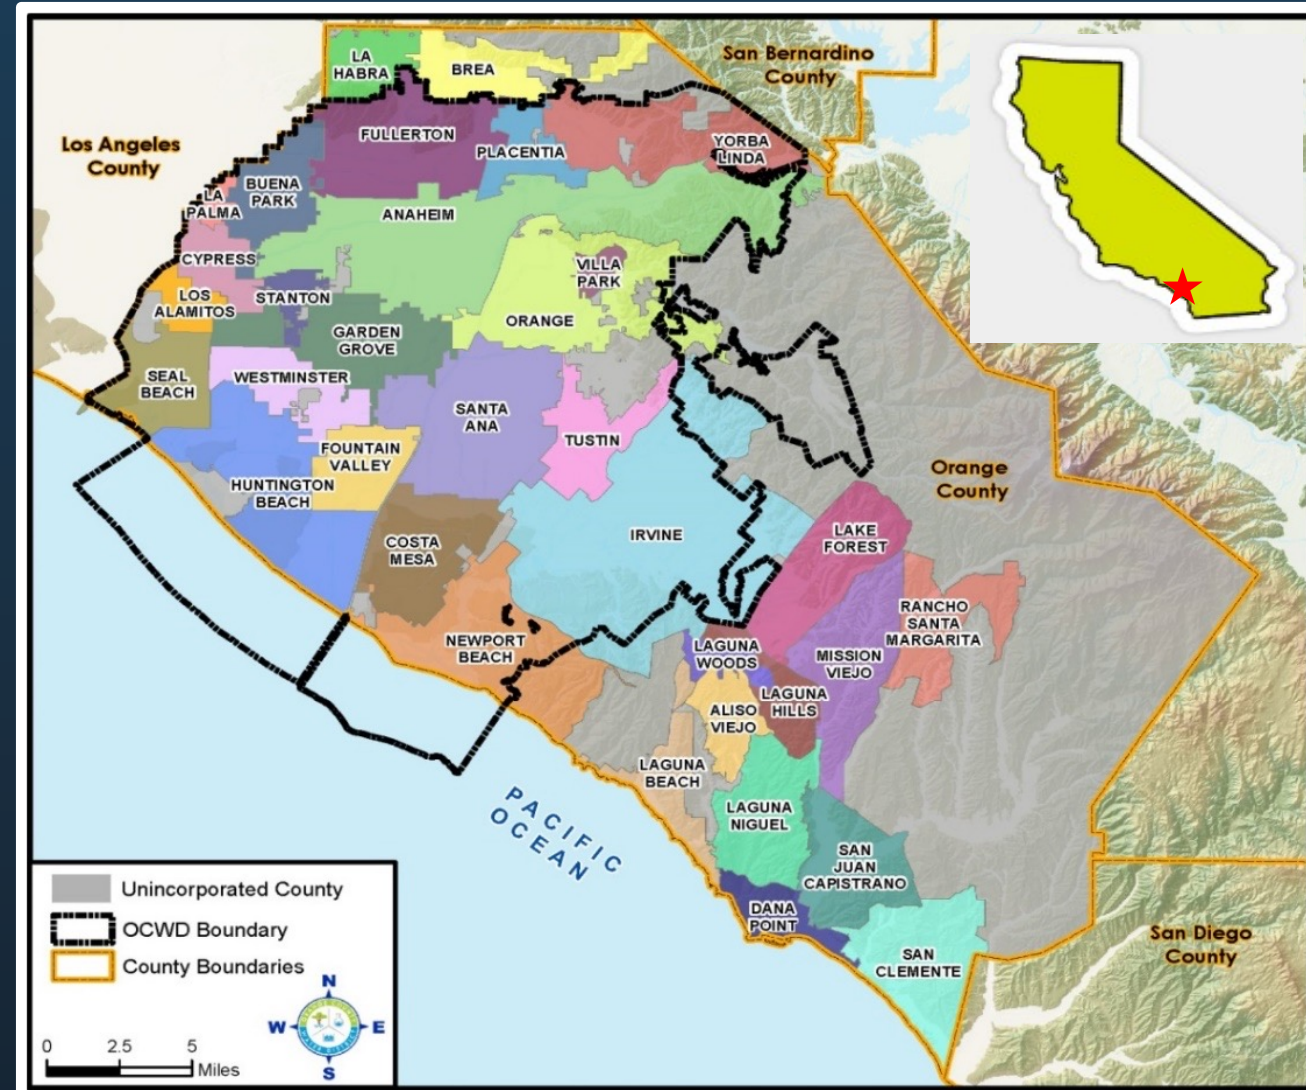 San Bernardino
County
LA
HABRA
BREA
Los Angeles
County
FULLERTON
PLACENTIA
YORBA
LINDA
BUENA
PARK
LA
PALMA
ANAHEIM
CYPRESS
VILLA
PARK
LOS
ALAMITOS
STANTON
ORANGE
GARDEN
GROVE
SEAL
BEACH
WESTMINSTER
SANTA
ANA
TUSTIN
FOUNTAIN
VALLEY
HUNTINGTON
BEACH
Orange
County
COSTA
MESA
IRVINE
LAKE
FOREST
RANCHO
SANTA
MARGARITA
NEWPORT
BEACH
LAGUNA
WOODS
MISSION
VIEJO
LAGUNA
HILLS
ALISO
VIEJO
LAGUNA
BEACH
PACIFIC
OCEAN
LAGUNA
NIGUEL
SAN
JUAN
CAPISTRANO
DANA
POINT
SAN
CLEMENTE
San Diego
County
Unincorporated County
OCWD Boundary
County Boundaries
N
W
E
S
0 2.5 5
Miles